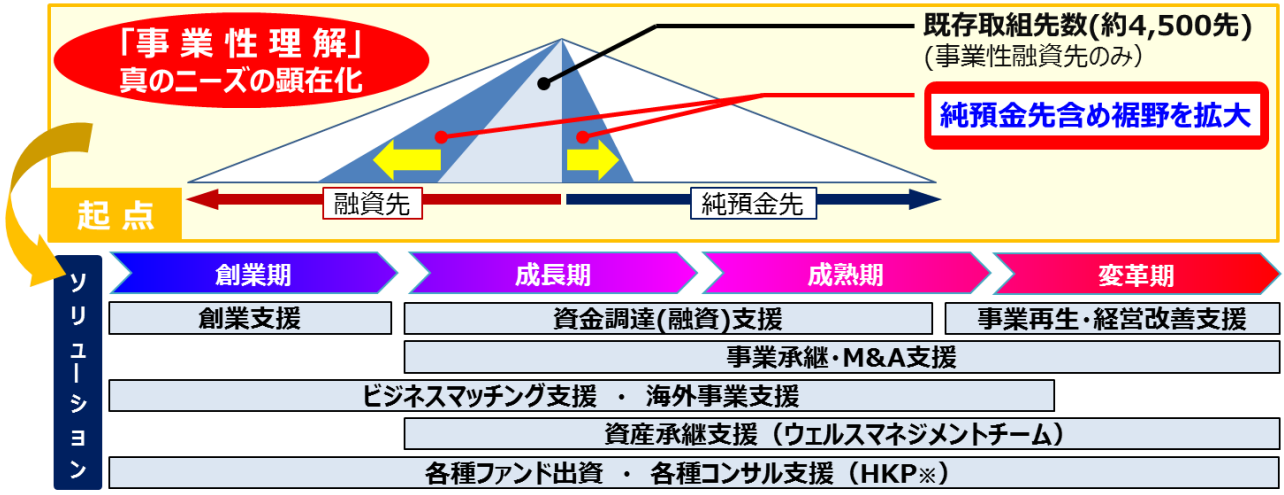 「事業性理解」
真のニーズの顕在化
既存取組先数(約4,500先)
(事業性融資先のみ)
純預金先含め裾野を拡大
融資先
純預金先
起点
ソリューション
創業期
成長期
成熟期
変革期
創業支援
資金調達(融資)支援
事業再生・経営改善支援
事業承継・M&A支援
ビジネスマッチング支援 ・ 海外事業支援
資産承継支援（ウェルスマネジメントチーム）
各種ファンド出資 ・ 各種コンサル支援（HKP※）